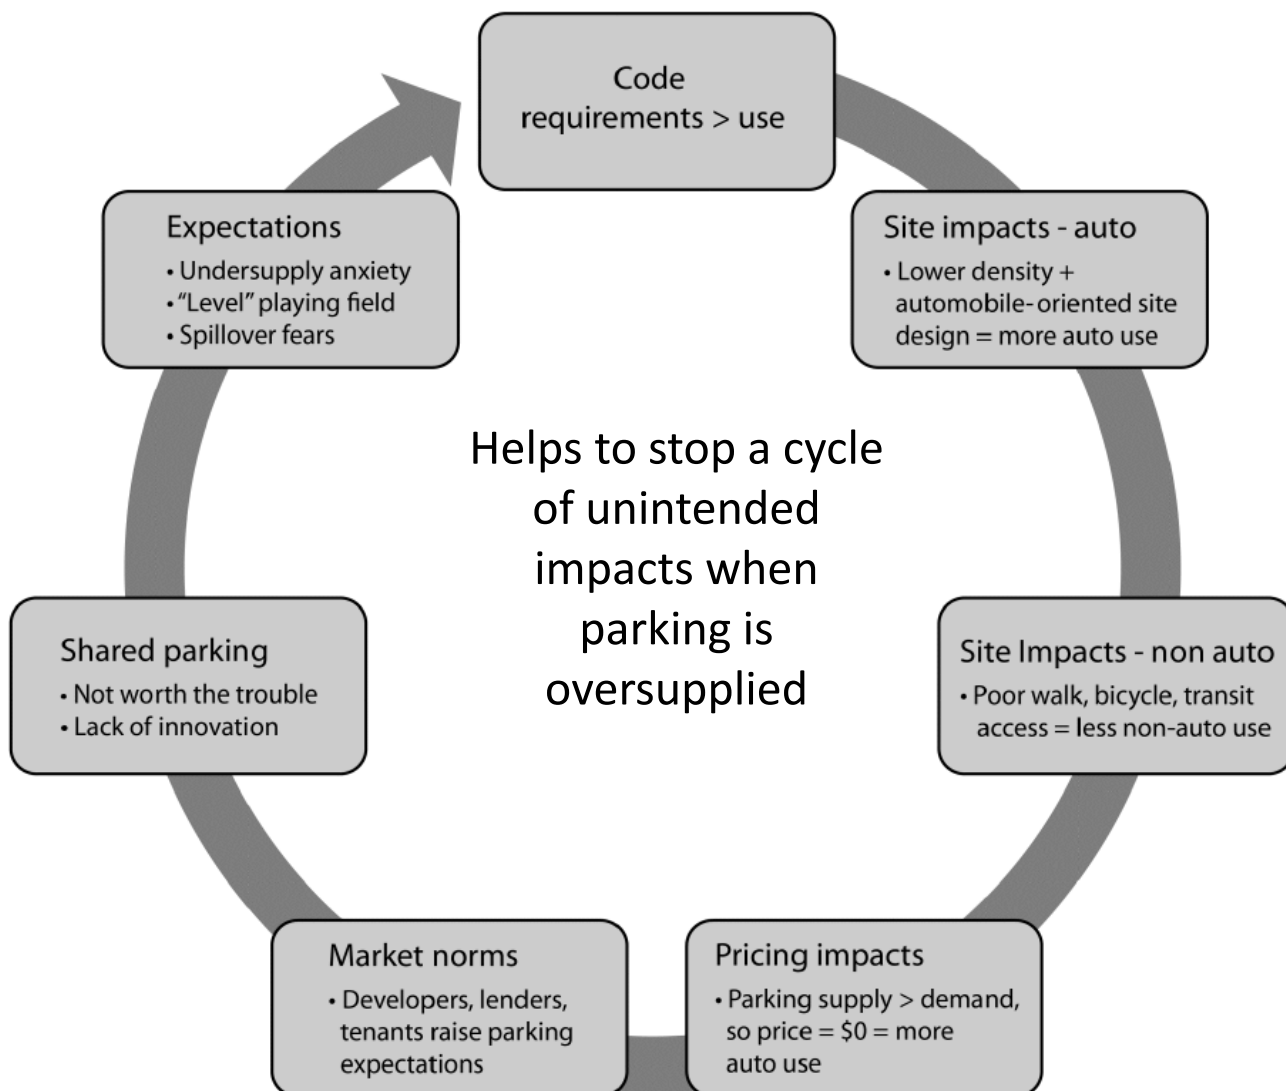 Code
requirements > use
Site impacts - auto
• Lower density +
automobile-oriented site
design = more auto use
Site Impacts - non auto
• Poor walk, bicycle, transit
access = less non-auto use
Pricing impacts
• Parking supply > demand,
so price = $0 = more
auto use
Market norms
• Developers, lenders,
tenants raise parking
expectations
Shared parking
• Not worth the trouble
• Lack of innovation
Expectations
• Undersupply anxiety
• “Level” playing field
• Spillover fears
Helps to stop a cycle
of unintended
impacts when
parking is
oversupplied